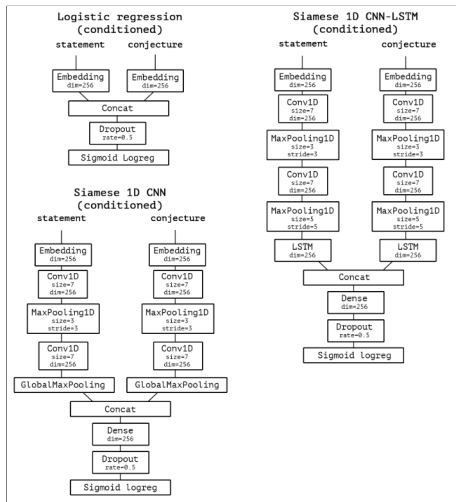 Logistic regression
(conditioned)
statement conjecture
Embedding Embedding
dim=256 dim=256
Concat
Dropout
rate=0.5
Sigmoid Logreg
Siamese 1D CNN
(conditioned)
statement conjecture
Embedding Embedding
dim=256 dim=256
Conv1D Conv1D
size=7 size=7
dim=256 dim=256
MaxPooling1D MaxPooling1D
size=3 size=3
stride=3 stride=3
Conv1D Conv1D
size=7 size=7
dim=256 dim=256
GlobalMaxPooling GlobalMaxPooling
Concat
Dense
dim=256
Dropout
rate=0.5
Sigmoid logreg
Siamese 1D CNN-LSTM
(conditioned)
statement conjecture
Embedding Embedding
dim=256 dim=256
Conv1D Conv1D
size=7 size=7
dim=256 dim=256
MaxPooling1D MaxPooling1D
size=3 size=3
stride=3 stride=3
Conv1D Conv1D
size=7 size=7
dim=256 dim=256
MaxPooling1D MaxPooling1D
size=5 size=5
stride=5 stride=5
LSTM LSTM
dim=256 dim=256
Concat
Dense
dim=256
Dropout
rate=0.5
Sigmoid logreg